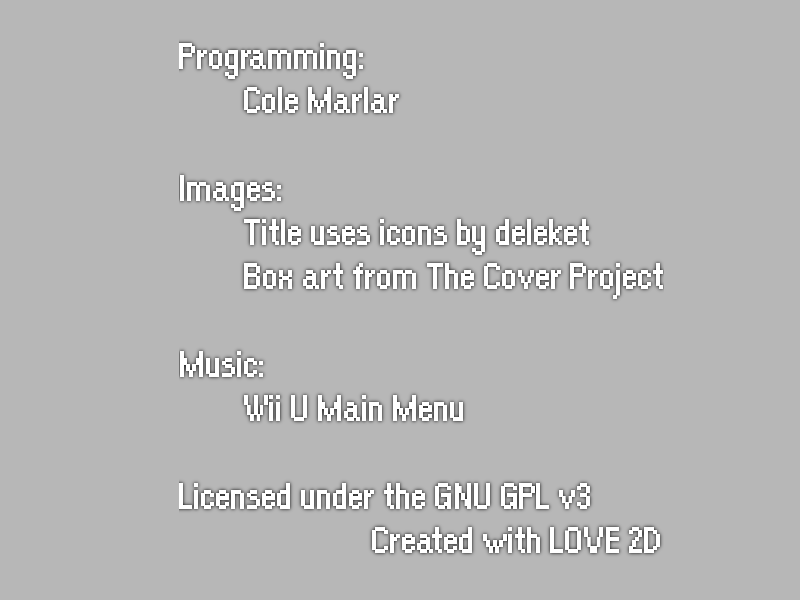 Programming:
Cole Marlar
Images:
Title uses icons by deleket
Box art from The Cover Project
Music:
Wii U Main Menu
Licensed under the GNU GPL v3
Created with LOVE 2D